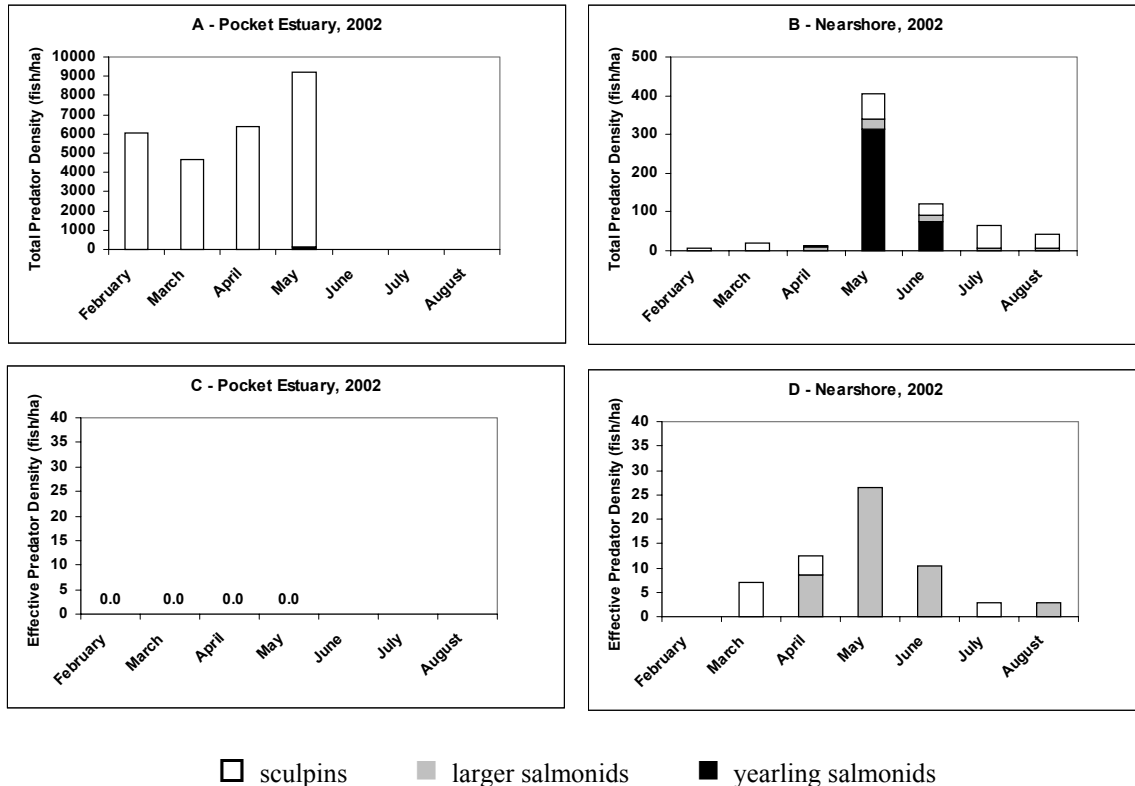 A - Pocket Estuary, 2002
Total Predator Density (fish/ha)
10000
9000
8000
7000
6000
5000
4000
3000
2000
1000
0
February
March
April
May
June
July
August
B - Nearshore, 2002
Total Predator Density (fish/ha)
500
400
300
200
100
0
February
March
April
May
June
July
August
C - Pocket Estuary, 2002
Effective Predator Density (fish/ha)
40
35
30
25
20
15
10
5
0
0.0 0.0 0.0 0.0
February
March
April
May
June
July
August
D - Nearshore, 2002
Effective Predator Density (fish/ha)
40
35
30
25
20
15
10
5
0
February
March
April
May
June
July
August
sculpins larger salmonids yearling salmonids